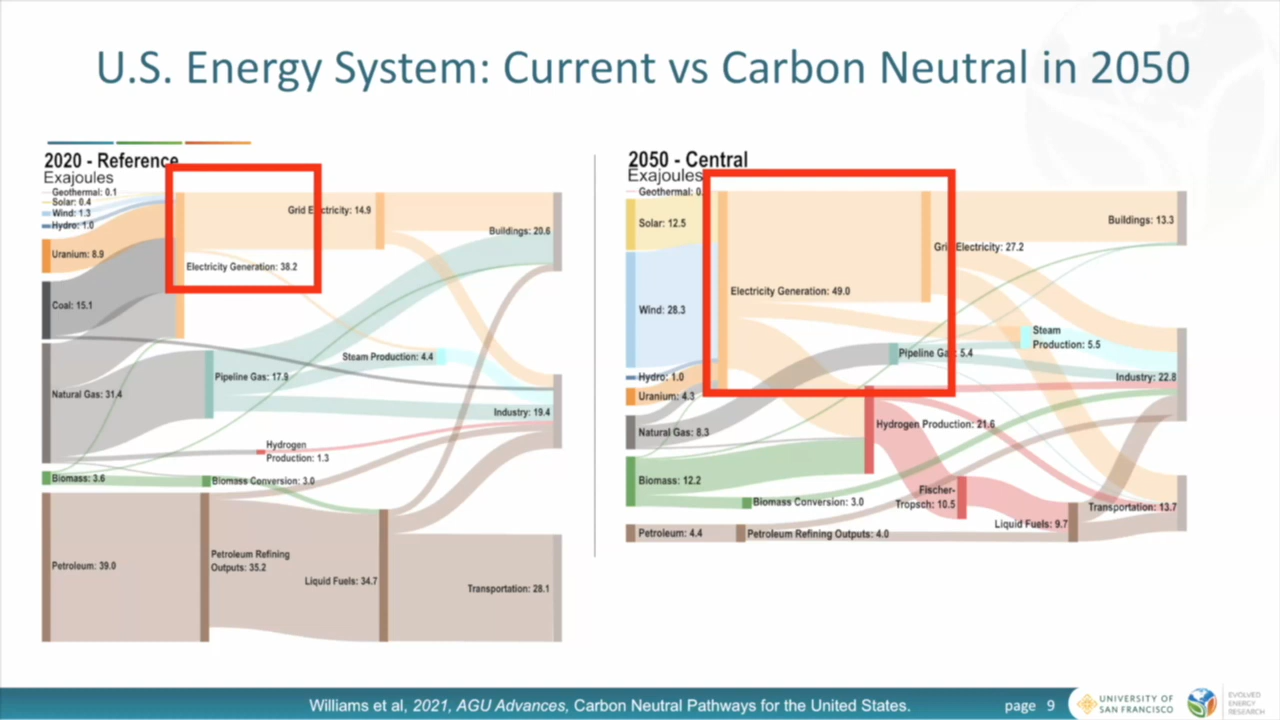 U.S. Energy System: Current vs Carbon Neutral in 2050
2020 - Reference
Exajoules
Geothermal: 0.1
Solar: 0.4
Wind: 1.3
Hydro: 1.0
Uranium: 8.9
Coal: 15.1
Natural Gas: 31.4
Biomass: 3.6
Petroleum: 39.0
Grid Electricity: 14.9
Electricity Generation: 38.2
Pipeline Gas: 17.9
Steam Production: 4.4
Hydrogen
Production: 1.3
Biomass Conversion: 3.0
Petroleum Refining
Outputs: 35.2
Liquid Fuels: 34.7
Buildings: 20.6
Industry: 19.4
Transportation: 28.1
2050 - Central
Exajoules
Geothermal: 0.
Solar: 12.5
Wind: 28.3
Hydro: 1.0
Uranium: 4.3
Natural Gas: 8.3
Biomass: 12.2
Petroleum: 4.4
Electricity Generation: 49.0
Grid Electricity: 27.2
Pipeline Gas: 5.4
Steam
Production: 5.5
Hydrogen Production: 21.6
Biomass Conversion: 3.0
Fischer-
Tropsch: 10.5
Liquid Fuels: 9.7
Petroleum Refining Outputs: 4.0
Buildings: 13.3
Industry: 22.8
Transportation: 13.7
Williams et al, 2021, AGU Advances, Carbon Neutral Pathways for the United States.
page 9
UNIVERSITY OF
SAN FRANCISCO
EVOLVED
ENERGY
RESEARCH